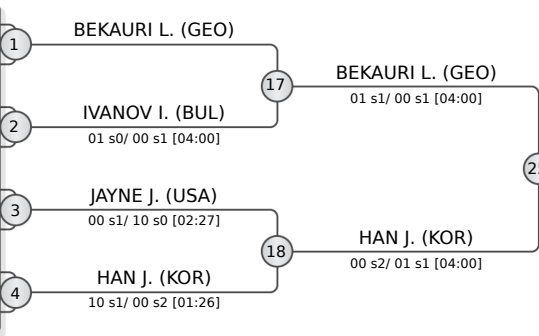 BEKAURI L. (GEO)
1
17
BEKAURI L. (GEO)
01 s1/ 00 s1 [04:00]
IVANOV I. (BUL)
2
01 s0/ 00 s1 [04:00]
JAYNE J. (USA)
3
00 s1/ 10 s0 [02:27]
18
HAN J. (KOR)
00 s2/ 01 s1 [04:00]
HAN J. (KOR)
4
10 s1/ 00 s2 [01:26]